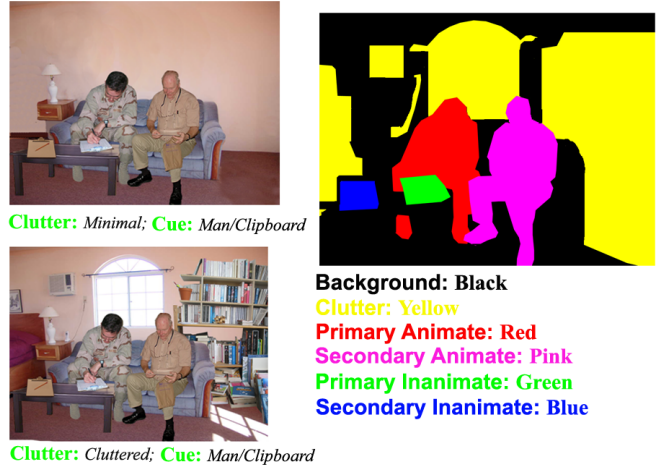 Clutter: Minimal; Cue: Man/Clipboard
Clutter: Cluttered; Cue: Man/Clipboard
Background: Black
Clutter: Yellow
Primary Animate: Red
Secondary Animate: Pink
Primary Inanimate: Green
Secondary Inanimate: Blue